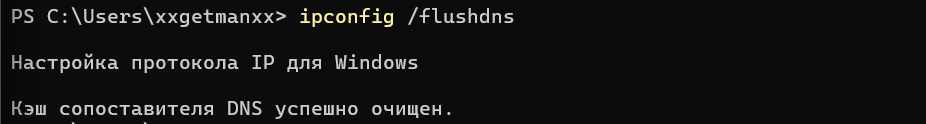 PS C:\Users\xxgetmanxx> ipconfig /flushdns
Настройка протокола IP для Windows
Кэш сопоставителя DNS успешно очищен.